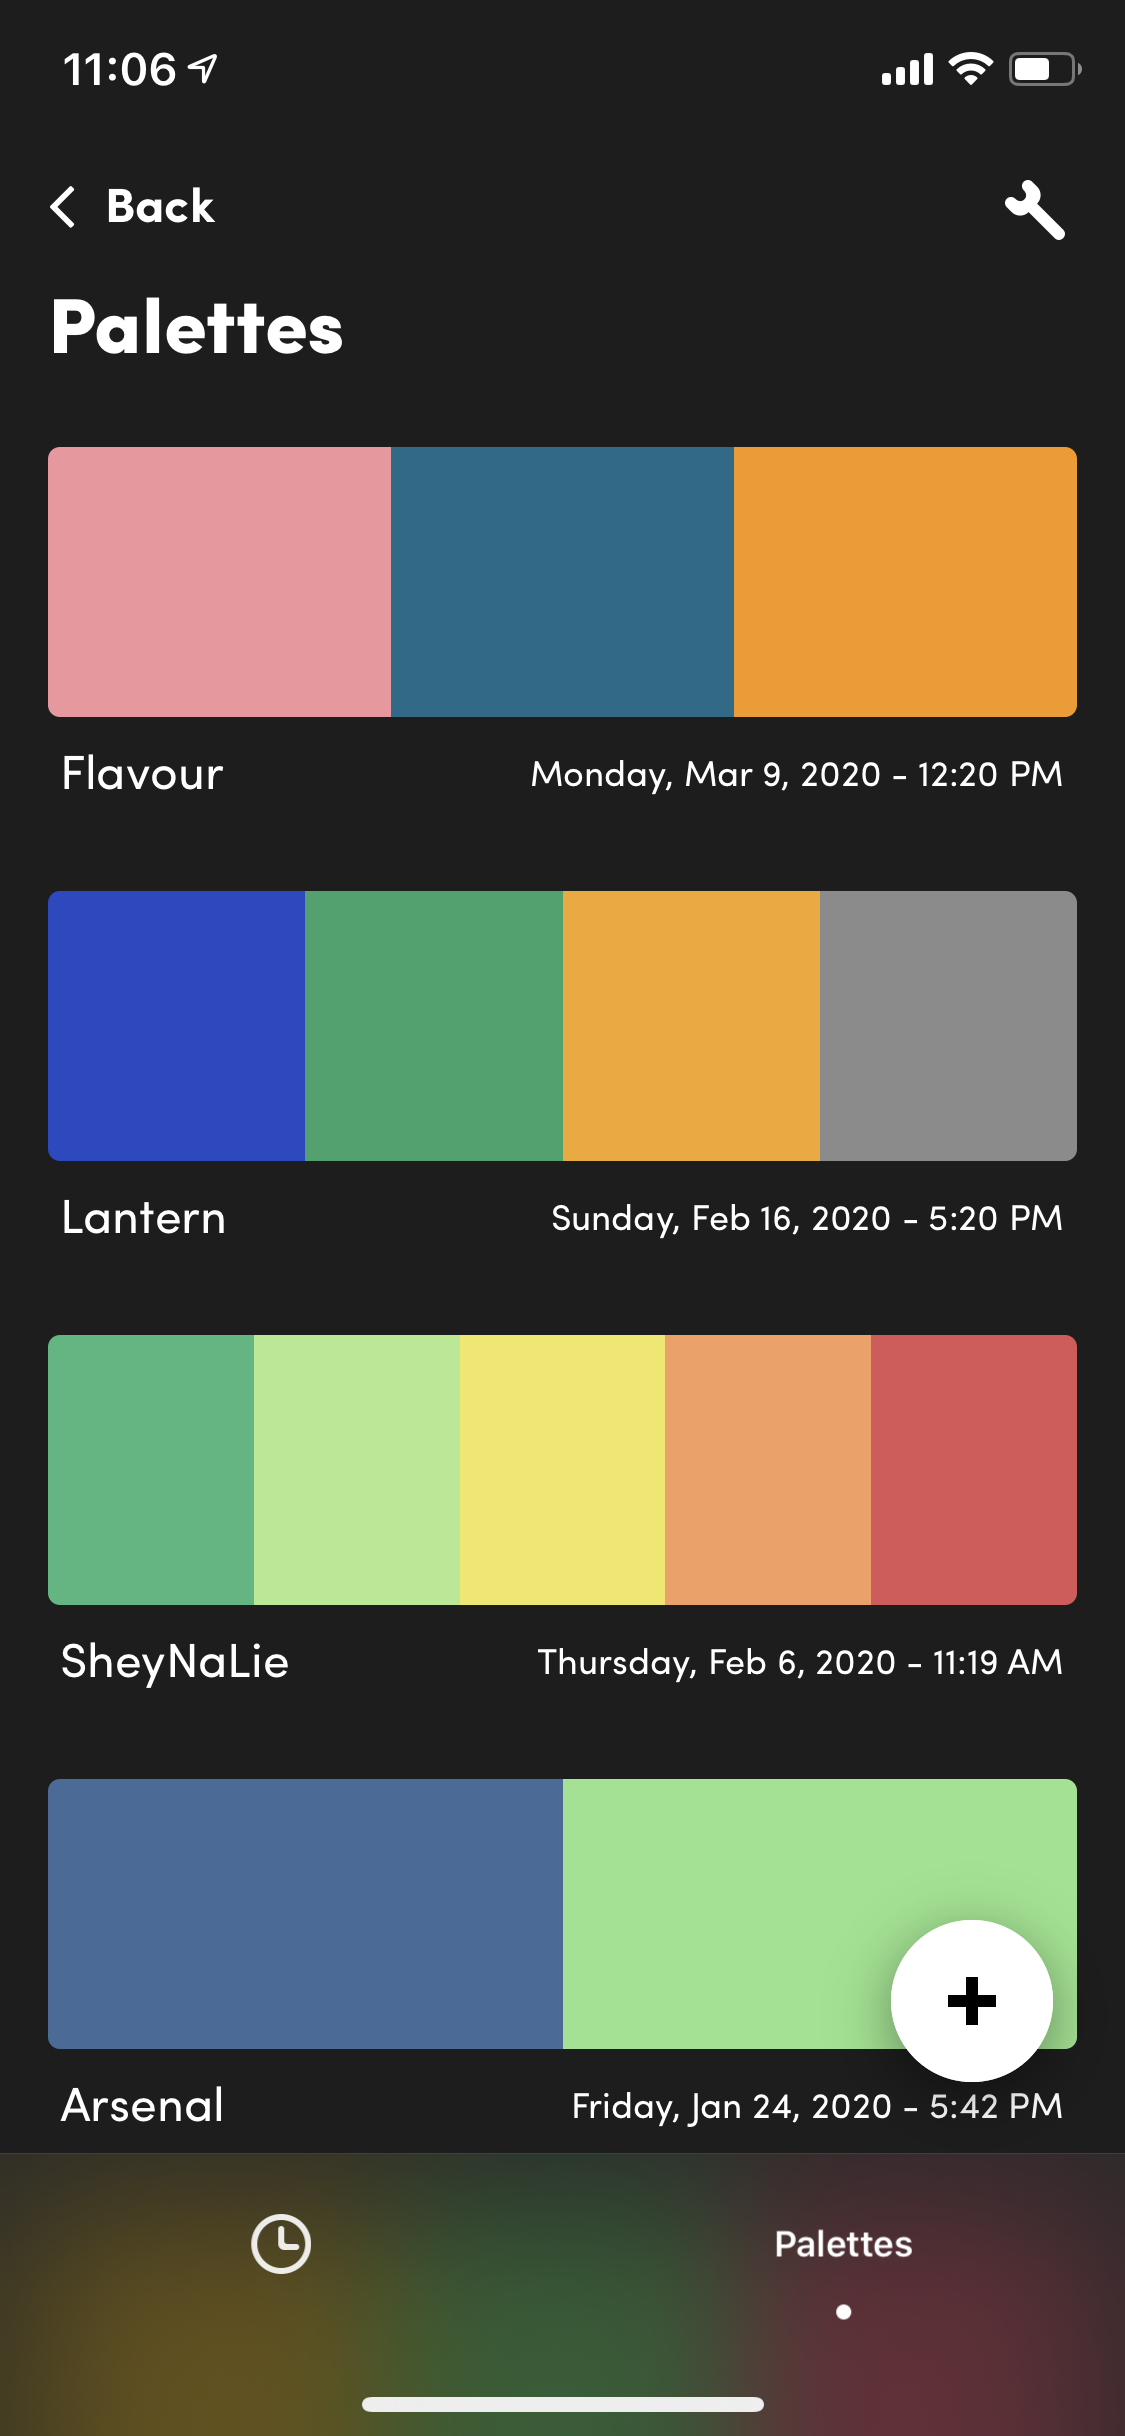 11:06
Back
Palettes
Flavour
Monday, Mar 9, 2020 - 12:20 PM
Lantern
Sunday, Feb 16, 2020 - 5:20 PM
SheyNaLie
Thursday, Feb 6, 2020 - 11:19 AM
Arsenal
Friday, Jan 24, 2020 - 5:42 PM
Palettes